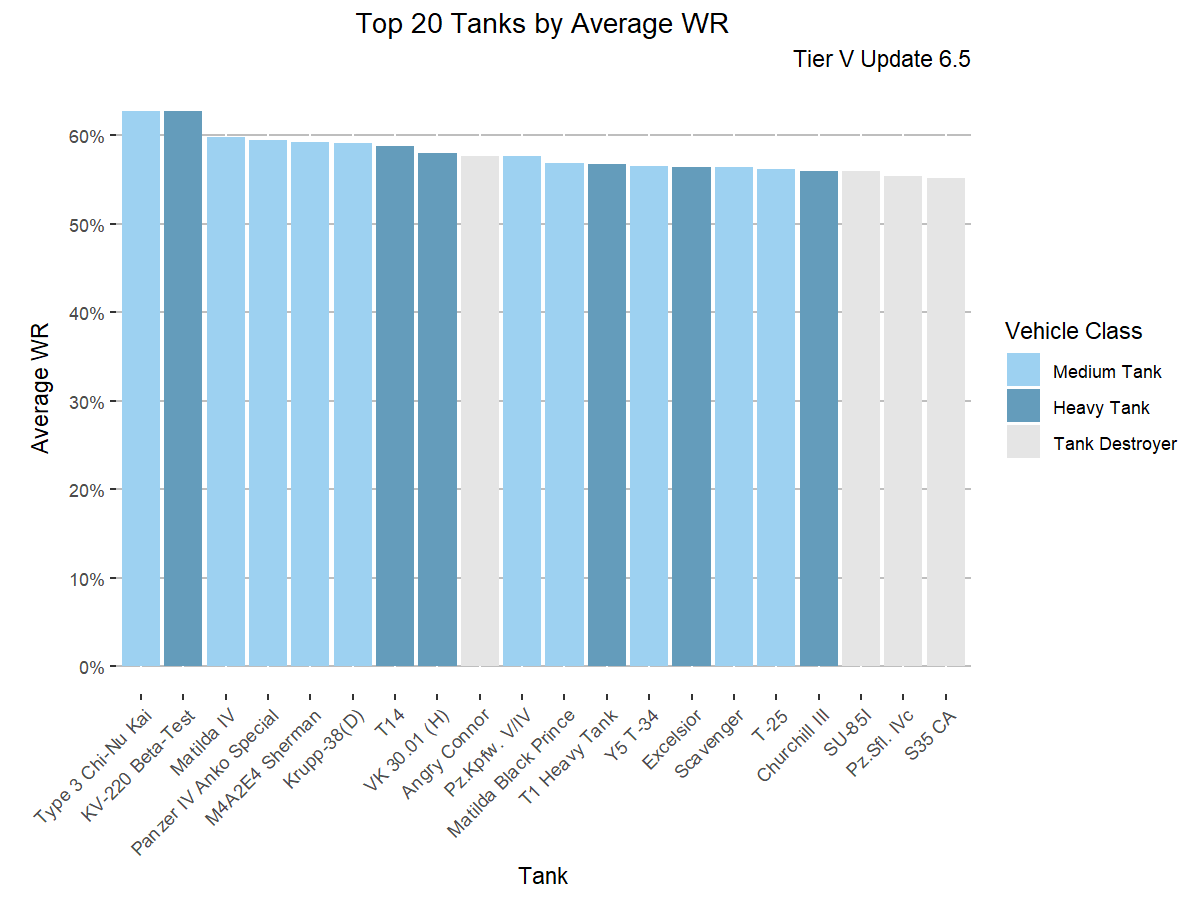 Top 20 Tanks by Average WR
Tier V Update 6.5
Average WR
60%
50%
40%
30%
20%
10%
0%
Type 3 Chi-Nu Kai
KV-220 Beta-Test
Matilda IV
Panzer IV Anko Special
M4A2E4 Sherman
Krupp-38(D)
T14
VK 30.01 (H)
Angry Connor
Pz.Kpfw. V/IV
Matilda Black Prince
T1 Heavy Tank
Y5 T-34
Excelsior
Scavenger
T-25
Churchill III
SU-85I
Pz.Sfl. IVc
S35 CA
Tank
Vehicle Class
Medium Tank
Heavy Tank
Tank Destroyer